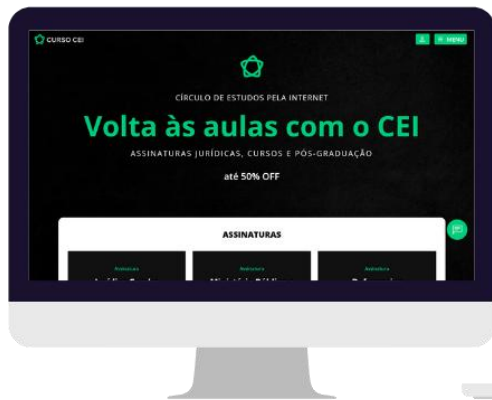 CURSO CEI
MENU
CÍRCULO DE ESTUDOS PELA INTERNET
Volta às aulas com o CEI
ASSINATURAS JURÍDICAS, CURSOS E PÓS-GRADUAÇÃO
até 50% OFF
ASSINATURAS
Assinatura Assinatura Assinatura